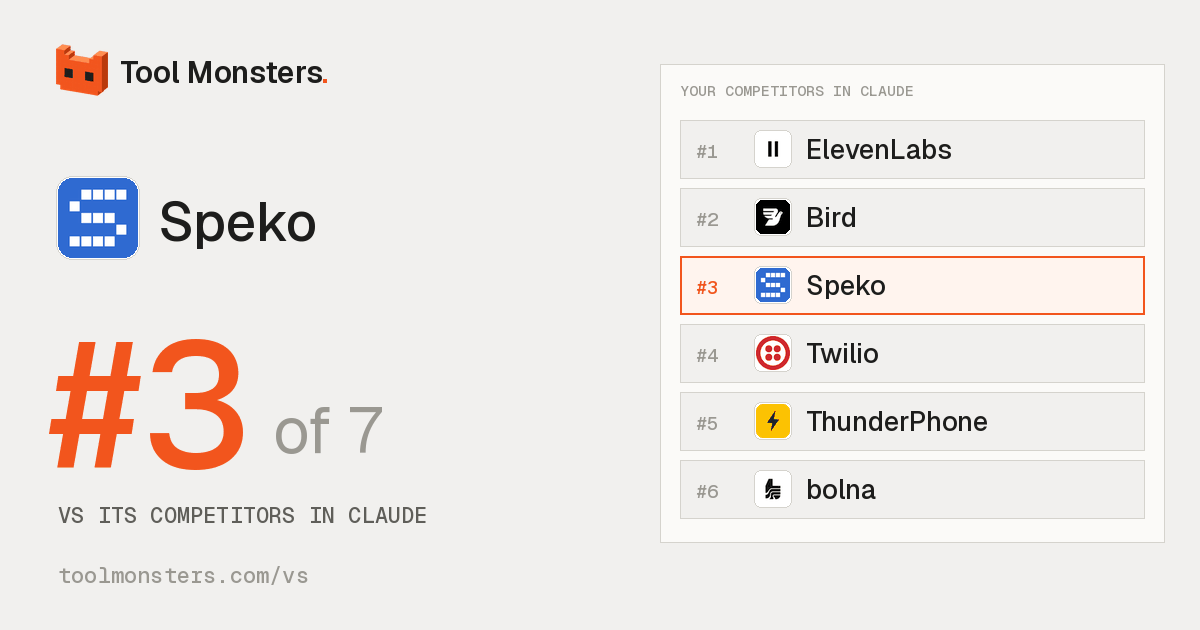 Tool Monsters.
Speko
#3 of 7
VS ITS COMPETITORS IN CLAUDE
toolmonsters.com/vs
YOUR COMPETITORS IN CLAUDE
#1 ElevenLabs
#2 Bird
#3 Speko
#4 Twilio
#5 ThunderPhone
#6 bolna